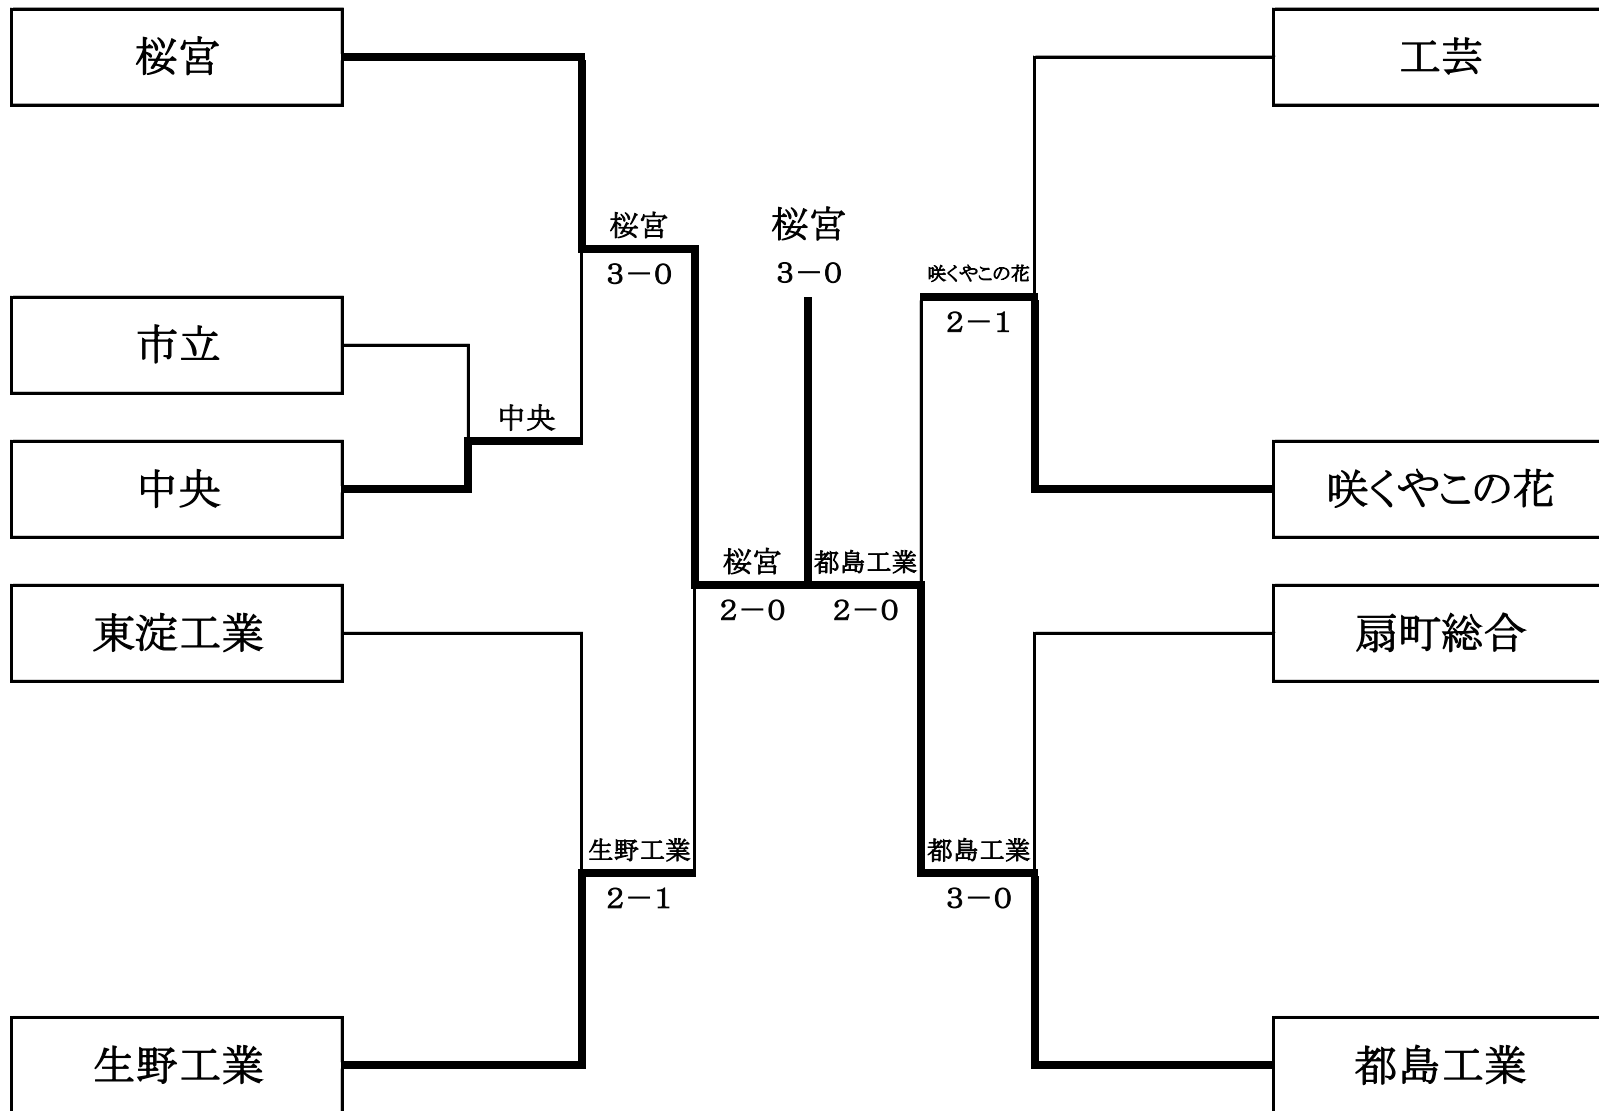 桜宮
工芸
桜宮
3－0
桜宮
3－0
咲くやこの花
2－1
市立
中央
中央
咲くやこの花
桜宮
2－0
都島工業
2－0
東淀工業
扇町総合
生野工業
2－1
都島工業
3－0
生野工業
都島工業